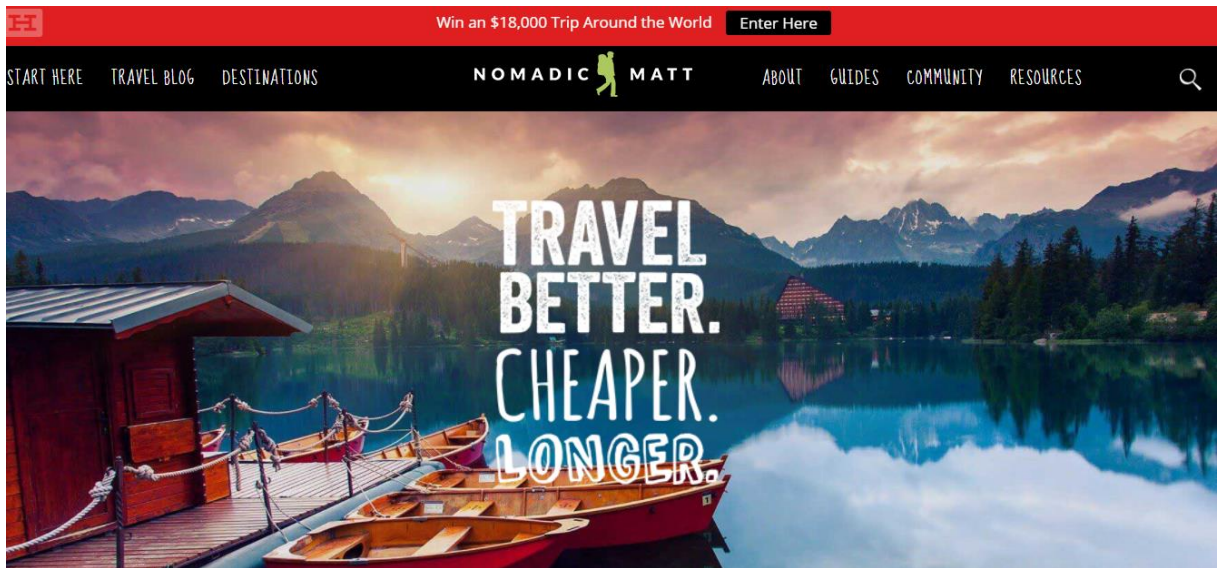 Win an $18,000 Trip Around the World Enter Here
H
START HERE TRAVEL BLOG DESTINATIONS NOMADIC MATT ABOUT GUIDES COMMUNITY RESOURCES
TRAVEL
BETTER.
CHEAPER.
LONGER.
1